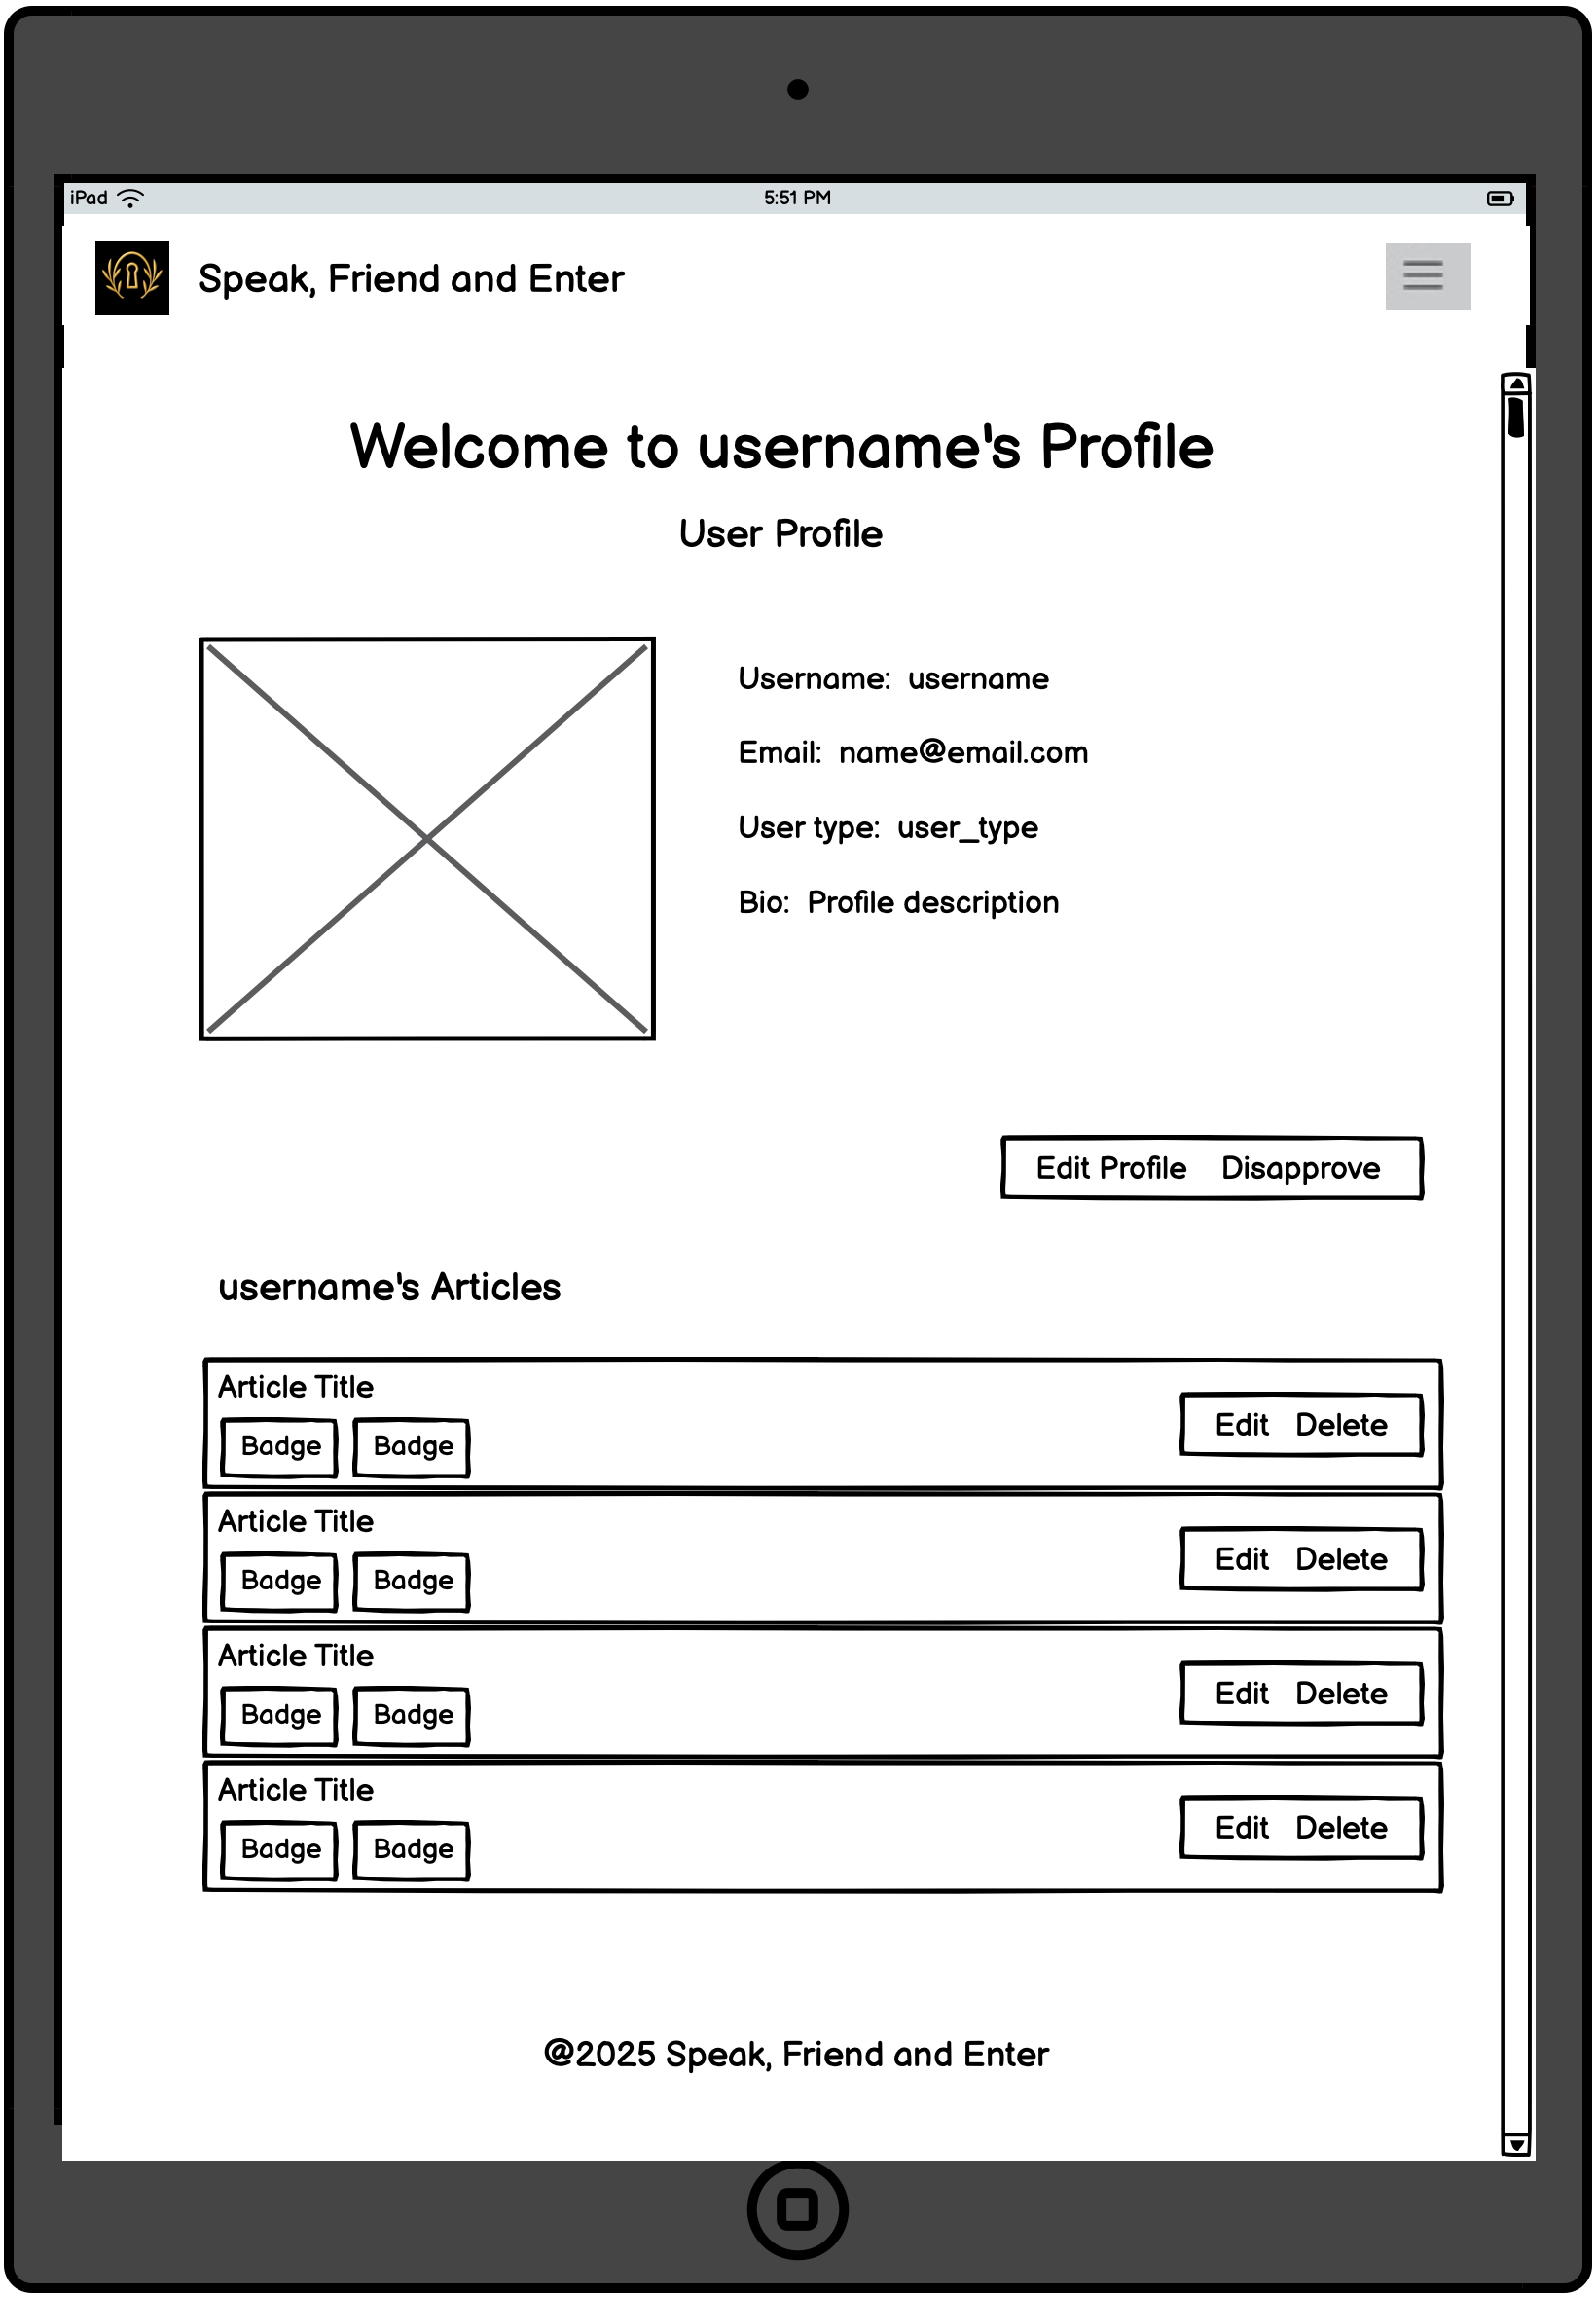 iPad 5:51 PM
Speak, Friend and Enter
Welcome to username's Profile
User Profile
Username: username
Email: name@email.com
User type: user_type
Bio: Profile description
Edit Profile Disapprove
username's Articles
Article Title
Edit Delete
Badge Badge
Article Title
Edit Delete
Badge Badge
Article Title
Edit Delete
Badge Badge
Article Title
Edit Delete
Badge Badge
@2025 Speak, Friend and Enter